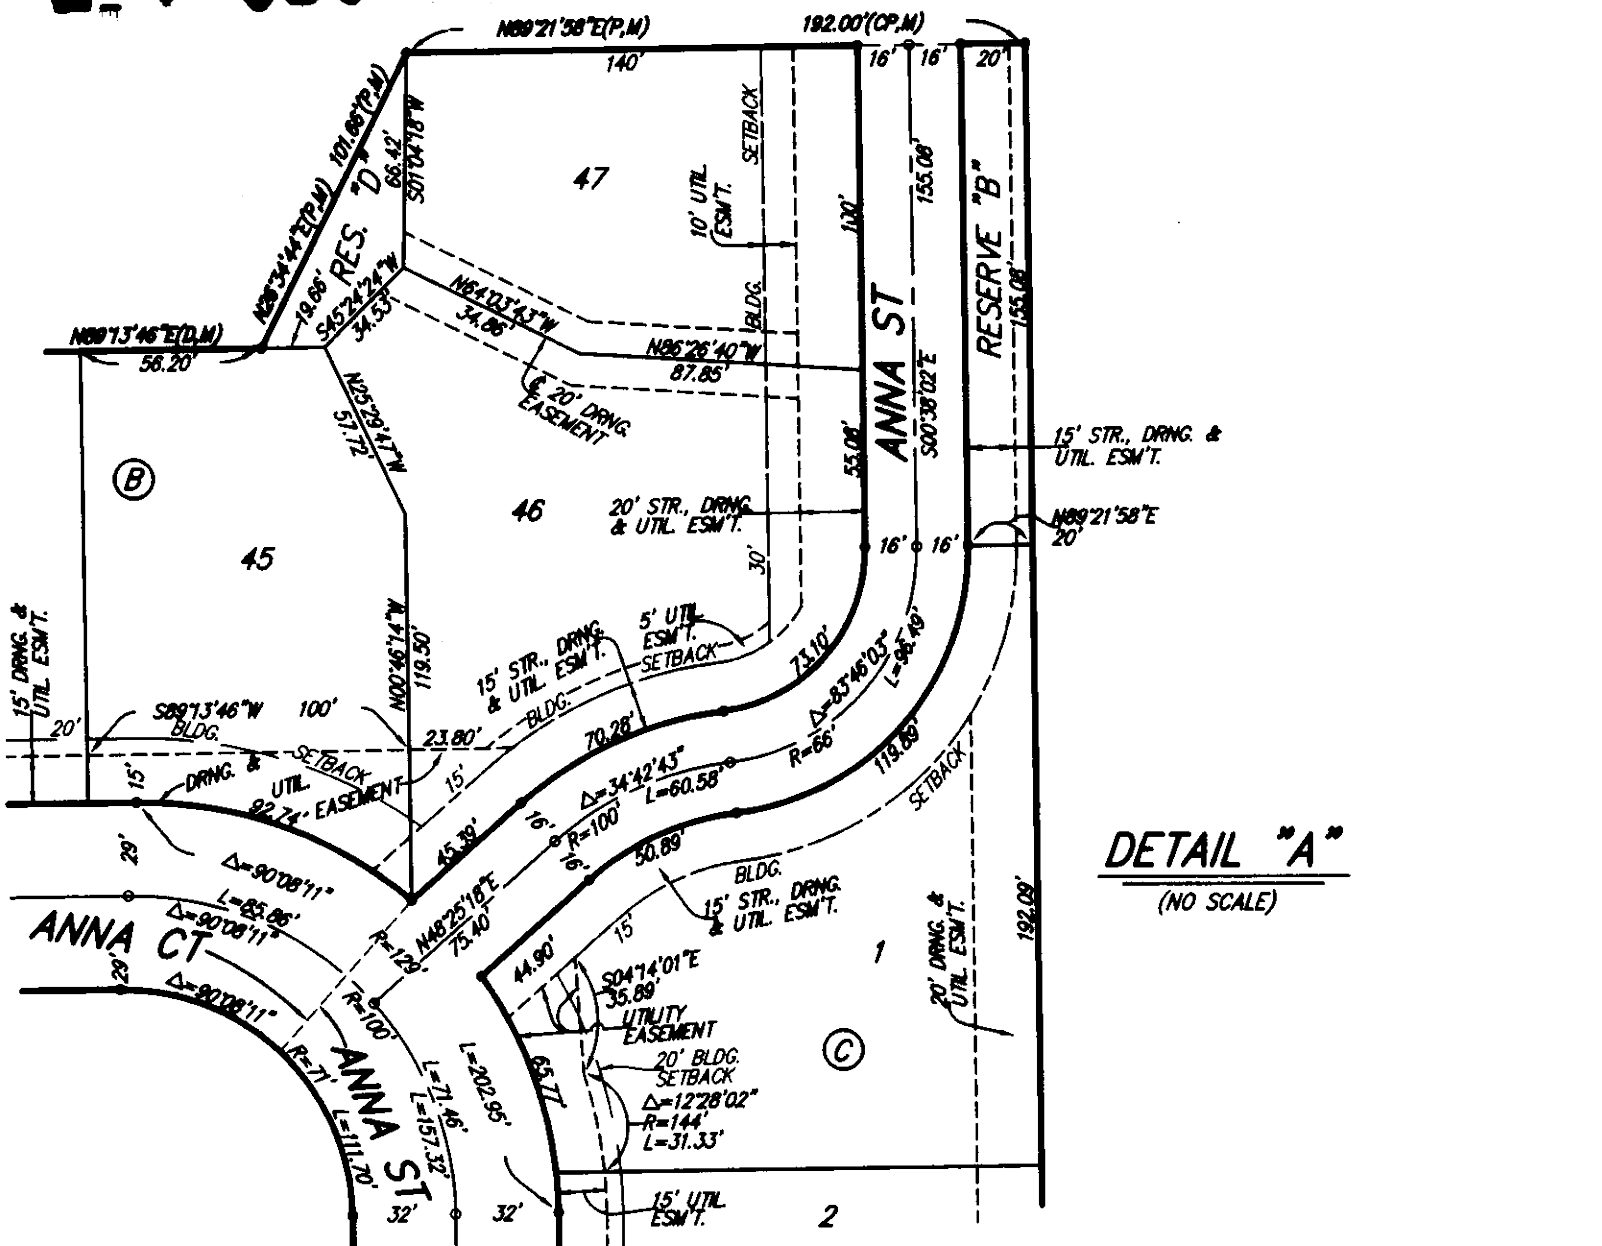 N89°21'58"E(P,M)
192.00'(CP,M)
140'
16'
16'
20'
101.66'(P,M)
N26°34'44"E(P,M)
RES. "D"
66.42'
S01°04'18"W
47
SETBACK
BLDG.
10' UTIL.
ESM'T.
100'
155.08'
RESERVE "B"
155.08'
19.66'
S45°24'24"W
34.53'
N64°03'43"W
34.86'
N86°26'40"W
87.85'
N89°13'46"E(D,M)
56.20'
℄ 20' DRNG.
EASEMENT
N25°29'47"W
57.72'
ANNA ST
S00°38'02"E
55.08'
15' STR., DRNG. &
UTIL. ESM'T.
B
45
46
20' STR., DRNG.
& UTIL. ESM'T.
N89°21'58"E
20'
16'
16'
30'
15' DRNG. &
UTIL. ESM'T.
N00°46'14"W
119.50'
5' UTIL.
ESM'T.
15' STR., DRNG.
& UTIL. ESM'T.
BLDG.
SETBACK
73.10'
Δ=83°46'03"
L=96.49'
R=66'
119.89'
S89°13'46"W
100'
20'
BLDG.
SETBACK
23.80'
70.28'
15'
15'
DRNG. &
UTIL.
EASEMENT
92.74'
Δ=34°42'43"
L=60.58'
R=100'
SETBACK
BLDG.
45.39'
16'
16'
50.89'
29'
Δ=90°08'11"
L=85.86'
Δ=90°08'11"
ANNA CT
29'
Δ=90°08'11"
R=129'
N48°25'18"E
75.40'
15' STR., DRNG.
& UTIL. ESM'T.
15'
44.90'
S04°14'01"E
35.89'
UTILITY
EASEMENT
1
C
20' DRNG. &
UTIL. ESM'T.
192.09'
DETAIL "A"
(NO SCALE)
R=100'
R=71'
ANNA ST
L=71.46'
L=157.32'
L=202.95'
L=111.70'
65.77'
20' BLDG.
SETBACK
Δ=12°28'02"
R=144'
L=31.33'
32'
32'
15' UTIL.
ESM'T.
2